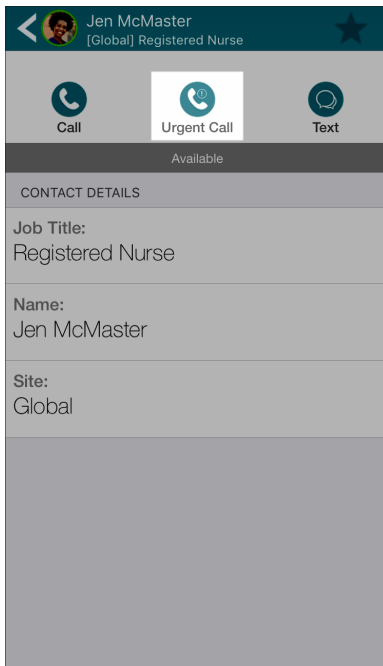 Jen McMaster
[Global] Registered Nurse
Call
Urgent Call
Text
Available
CONTACT DETAILS
Job Title:
Registered Nurse
Name:
Jen McMaster
Site:
Global